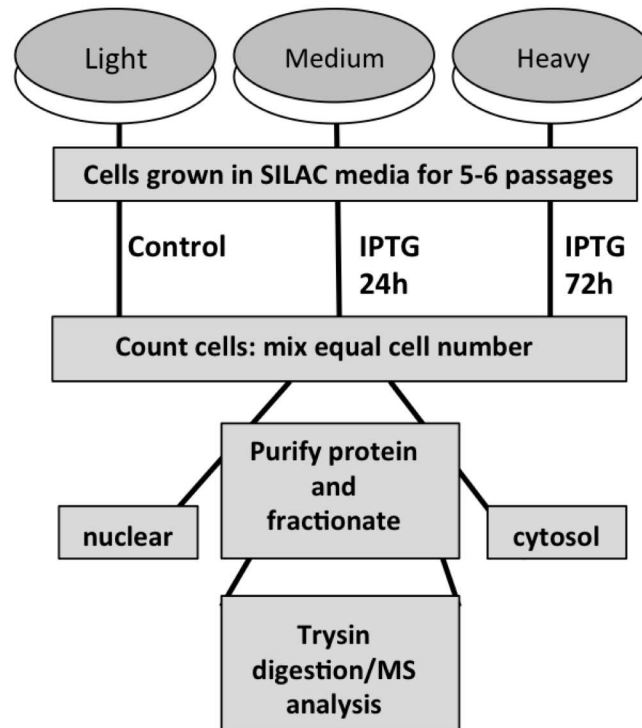 Light
Medium
Heavy
Cells grown in SILAC media for 5-6 passages
Control
IPTG
24h
IPTG
72h
Count cells: mix equal cell number
Purify protein
and
fractionate
nuclear
cytosol
Trysin
digestion/MS
analysis